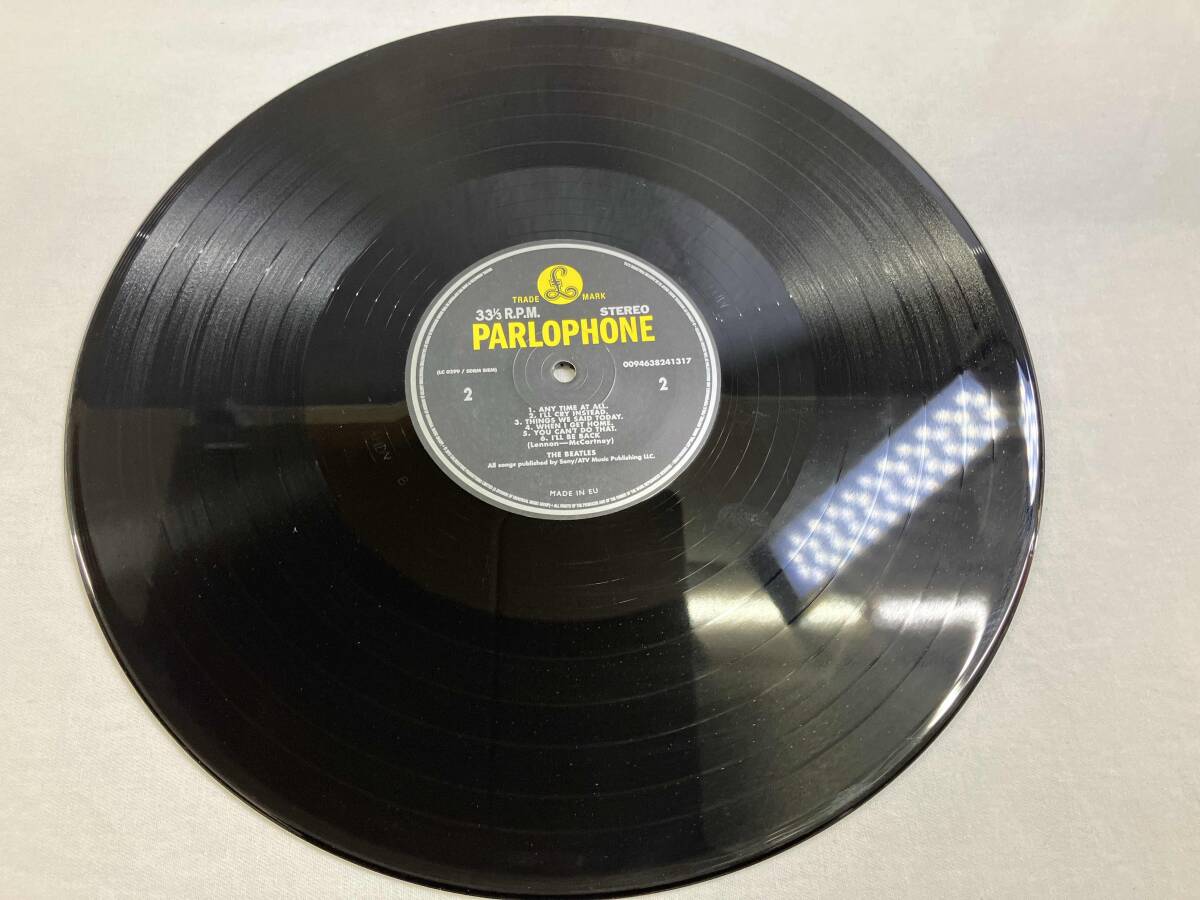 TRADE MARK
33⅓ R.P.M. STEREO
PARLOPHONE
(LC 0299 / SDRM BIEM) 0094638241317
2 2
1. ANY TIME AT ALL.
2. I'LL CRY INSTEAD.
3. THINGS WE SAID TODAY.
4. WHEN I GET HOME.
5. YOU CAN'T DO THAT.
6. I'LL BE BACK
(Lennon—McCartney)
THE BEATLES
All songs published by Sony/ATV Music Publishing LLC.
MADE IN EU